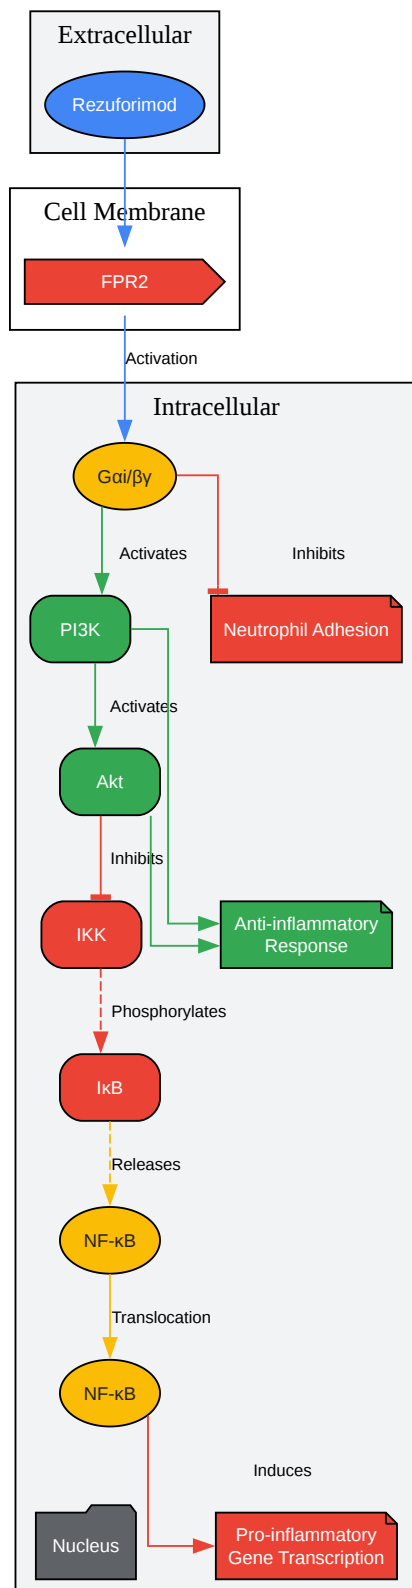 Extracellular
Rezuforimod
Cell Membrane
FPR2
Activation
Intracellular
Gαi/βγ
Activates
Inhibits
PI3K
Neutrophil Adhesion
Activates
Akt
Inhibits
IKK
Anti-inflammatory
Response
Phosphorylates
IκB
Releases
NF-κB
Translocation
NF-κB
Induces
Nucleus
Pro-inflammatory
Gene Transcription